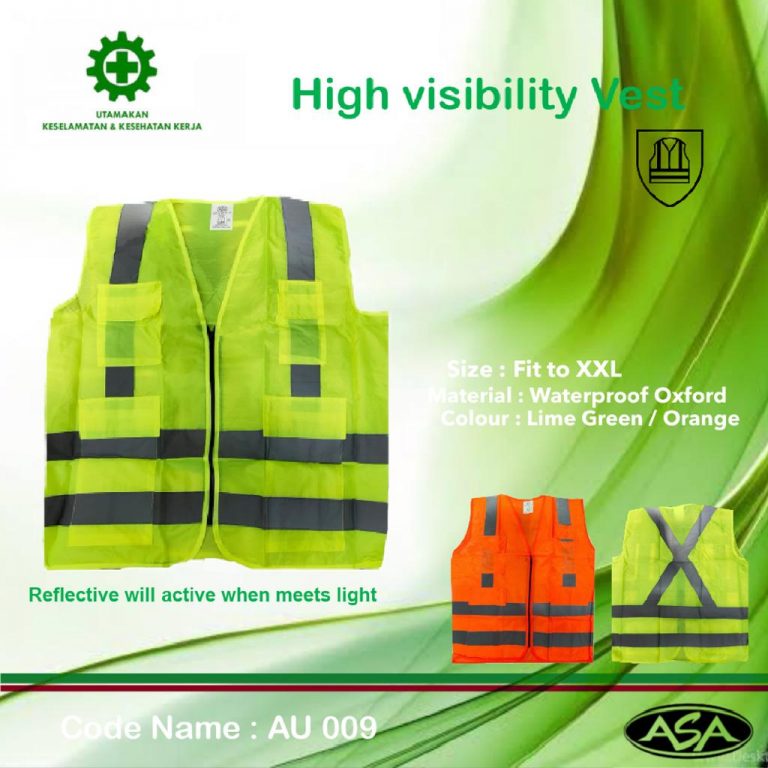 UTAMAKAN
KESELAMATAN & KESEHATAN KERJA
High visibility Vest
ASA
Size : Fit to XXL
Material : Waterproof Oxford
Colour : Lime Green / Orange
Reflective will active when meets light
Code Name : AU 009
ASA